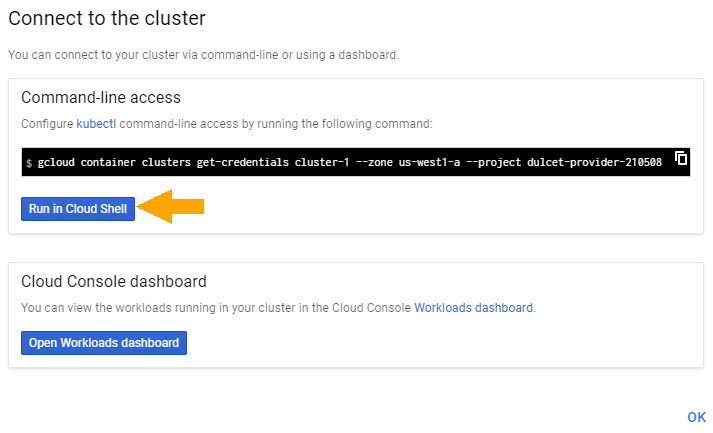 Connect to the cluster
You can connect to your cluster via command-line or using a dashboard.
Command-line access
Configure kubectl command-line access by running the following command:
$ gcloud container clusters get-credentials cluster-1 --zone us-west1-a --project dulcet-provider-210508
Run in Cloud Shell
Cloud Console dashboard
You can view the workloads running in your cluster in the Cloud Console Workloads dashboard.
Open Workloads dashboard
OK